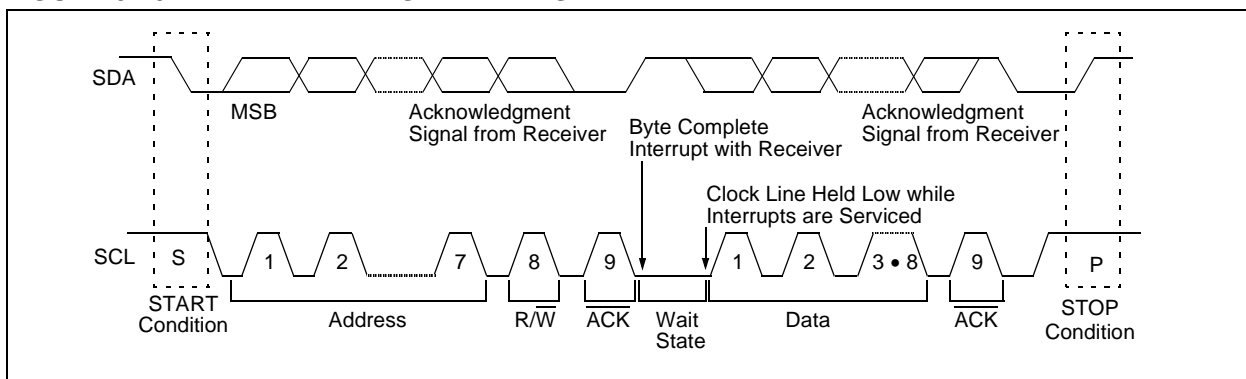 SDA
MSB
Acknowledgment
Signal from Receiver
Byte Complete
Interrupt with Receiver
Acknowledgment
Signal from Receiver
Clock Line Held Low while
Interrupts are Serviced
SCL
S
1
2
7
8
9
1
2
3 • 8
9
P
START
Condition
Address
R/W̅
A̅C̅K̅
Wait
State
Data
A̅C̅K̅
STOP
Condition